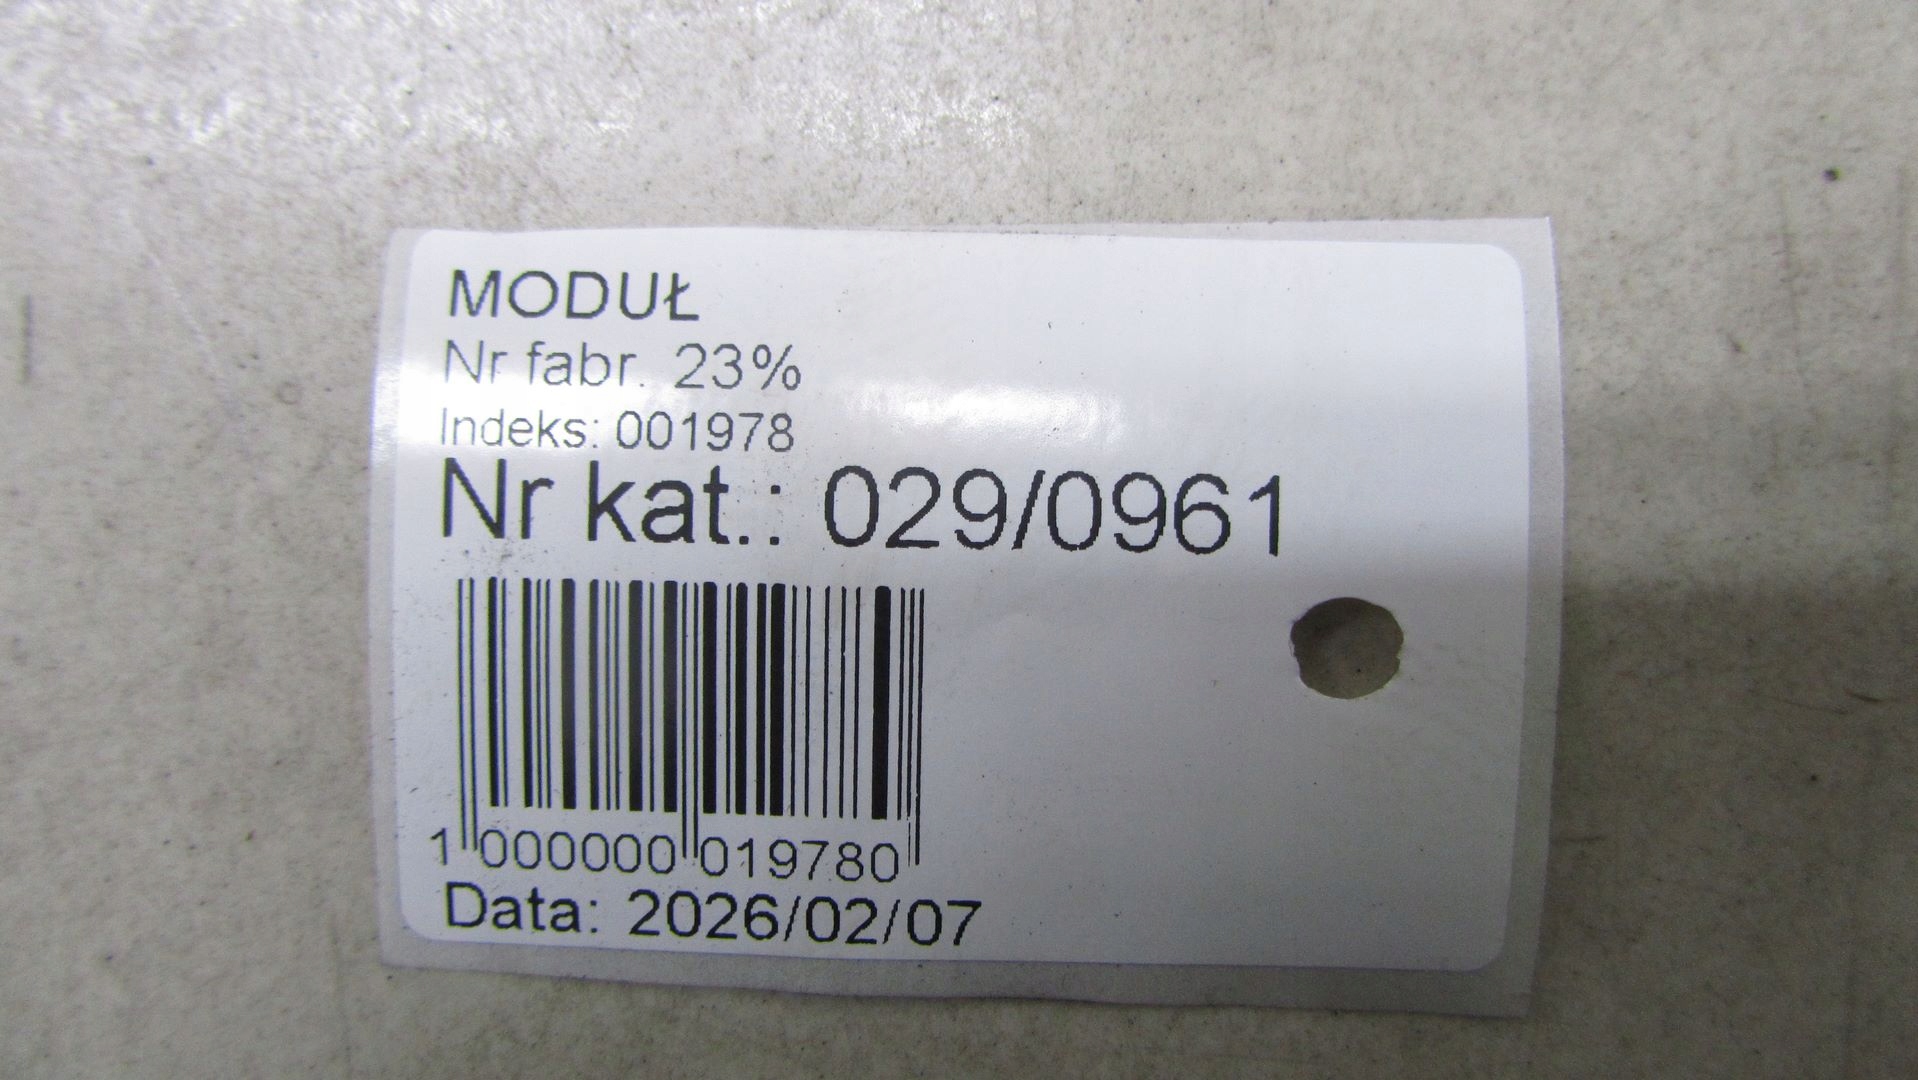 MODUŁ
Nr fabr. 23%
Indeks: 001978
Nr kat.: 029/0961
1 000000 019780
Data: 2026/02/07